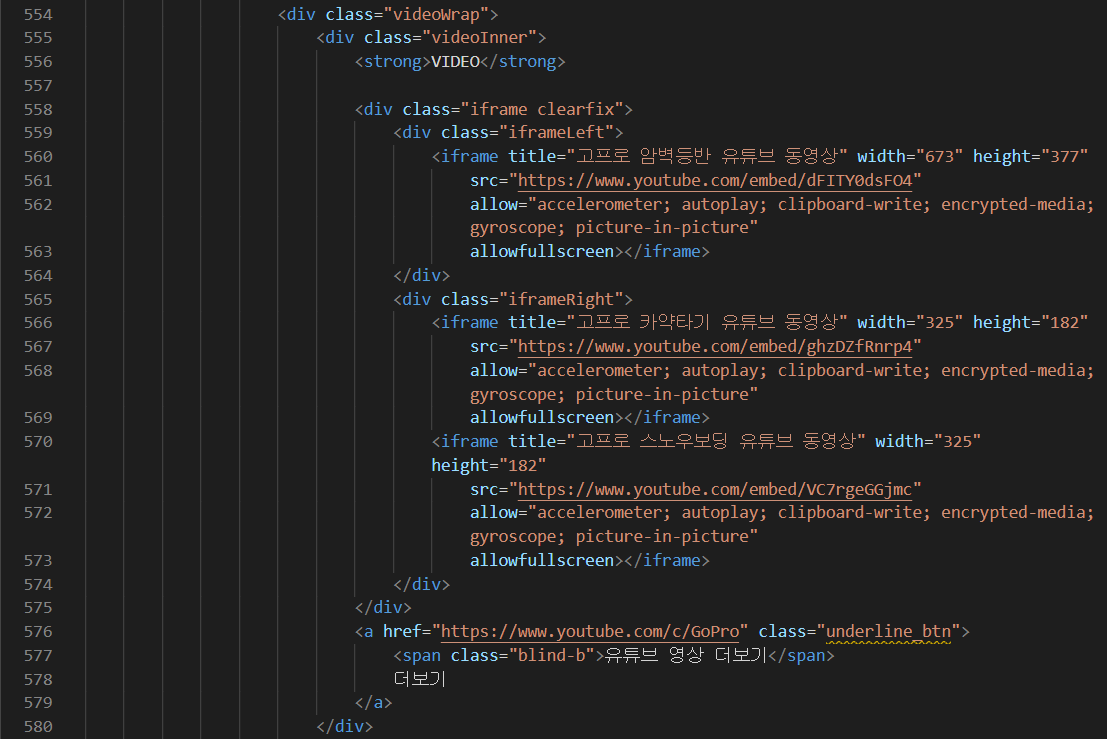 554 <div class="videoWrap">
555 <div class="videoInner">
556 <strong>VIDEO</strong>
557
558 <div class="iframe clearfix">
559 <div class="iframeLeft">
560 <iframe title="고프로 암벽등반 유튜브 동영상" width="673" height="377"
561 src="https://www.youtube.com/embed/dFITY0dsFO4"
562 allow="accelerometer; autoplay; clipboard-write; encrypted-media;
gyroscope; picture-in-picture"
563 allowfullscreen></iframe>
564 </div>
565 <div class="iframeRight">
566 <iframe title="고프로 카약타기 유튜브 동영상" width="325" height="182"
567 src="https://www.youtube.com/embed/ghzDZfRnrp4"
568 allow="accelerometer; autoplay; clipboard-write; encrypted-media;
gyroscope; picture-in-picture"
569 allowfullscreen></iframe>
570 <iframe title="고프로 스노우보딩 유튜브 동영상" width="325"
height="182"
571 src="https://www.youtube.com/embed/VC7rgeGGjmc"
572 allow="accelerometer; autoplay; clipboard-write; encrypted-media;
gyroscope; picture-in-picture"
573 allowfullscreen></iframe>
574 </div>
575 </div>
576 <a href="https://www.youtube.com/c/GoPro" class="underline_btn">
577 <span class="blind-b">유튜브 영상 더보기</span>
578 더보기
579 </a>
580 </div>